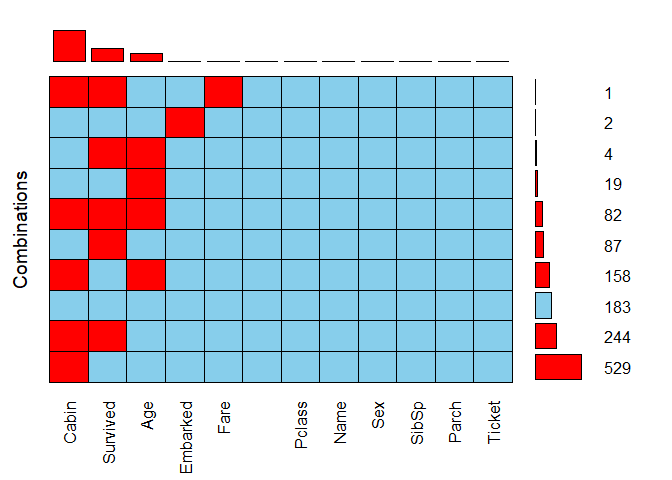 Combinations
1
2
4
19
82
87
158
183
244
529
Cabin
Survived
Age
Embarked
Fare
Pclass
Name
Sex
SibSp
Parch
Ticket